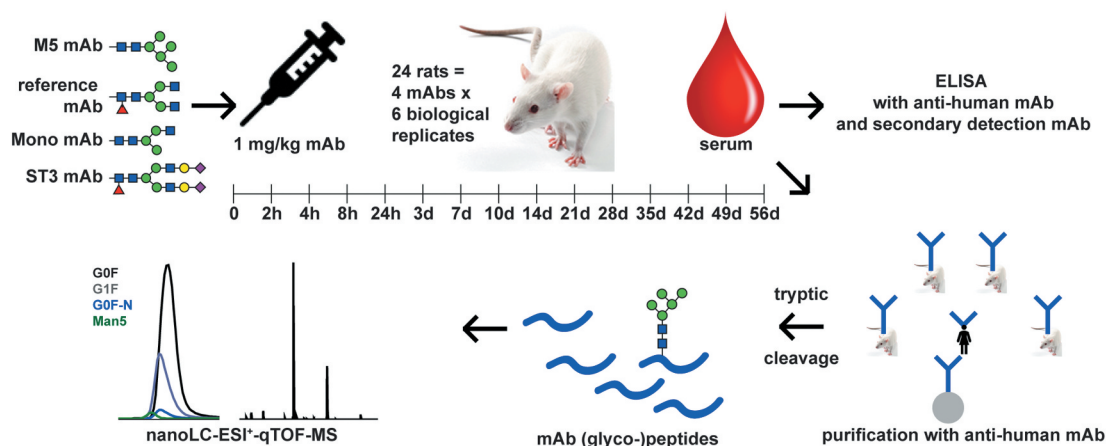 M5 mAb
reference
mAb
Mono mAb
ST3 mAb
1 mg/kg mAb
24 rats =
4 mAbs x
6 biological
replicates
serum
ELISA
with anti-human mAb
and secondary detection mAb
0 2h 4h 8h 24h 3d 7d 10d 14d 21d 28d 35d 42d 49d 56d
G0F
G1F
G0F-N
Man5
nanoLC-ESI⁺-qTOF-MS
mAb (glyco-)peptides
tryptic
cleavage
purification with anti-human mAb